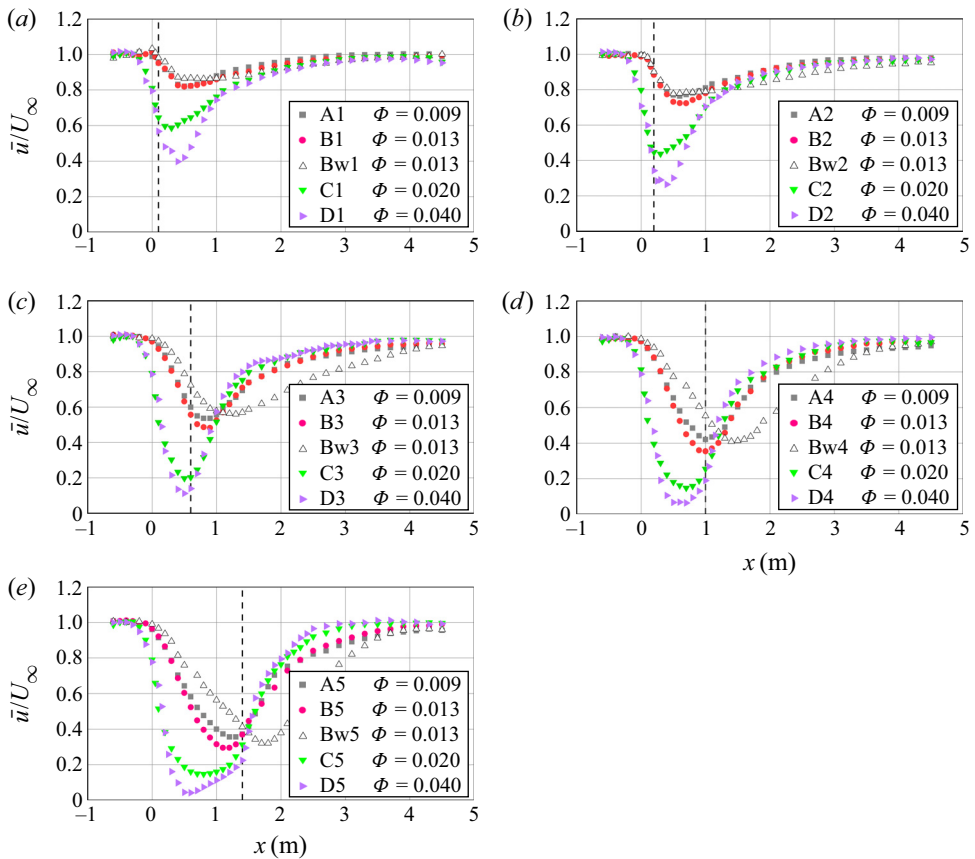 (a)
1.2
1.0
0.8
0.6
0.4
0.2
0
ū/U∞
A1 Φ = 0.009
B1 Φ = 0.013
Bw1 Φ = 0.013
C1 Φ = 0.020
D1 Φ = 0.040
–1 0 1 2 3 4 5
(b)
1.2
1.0
0.8
0.6
0.4
0.2
0
A2 Φ = 0.009
B2 Φ = 0.013
Bw2 Φ = 0.013
C2 Φ = 0.020
D2 Φ = 0.040
–1 0 1 2 3 4 5
(c)
1.2
1.0
0.8
0.6
0.4
0.2
0
ū/U∞
A3 Φ = 0.009
B3 Φ = 0.013
Bw3 Φ = 0.013
C3 Φ = 0.020
D3 Φ = 0.040
–1 0 1 2 3 4 5
(d)
1.2
1.0
0.8
0.6
0.4
0.2
0
A4 Φ = 0.009
B4 Φ = 0.013
Bw4 Φ = 0.013
C4 Φ = 0.020
D4 Φ = 0.040
–1 0 1 2 3 4 5
x (m)
(e)
1.2
1.0
0.8
0.6
0.4
0.2
0
ū/U∞
A5 Φ = 0.009
B5 Φ = 0.013
Bw5 Φ = 0.013
C5 Φ = 0.020
D5 Φ = 0.040
–1 0 1 2 3 4 5
x (m)